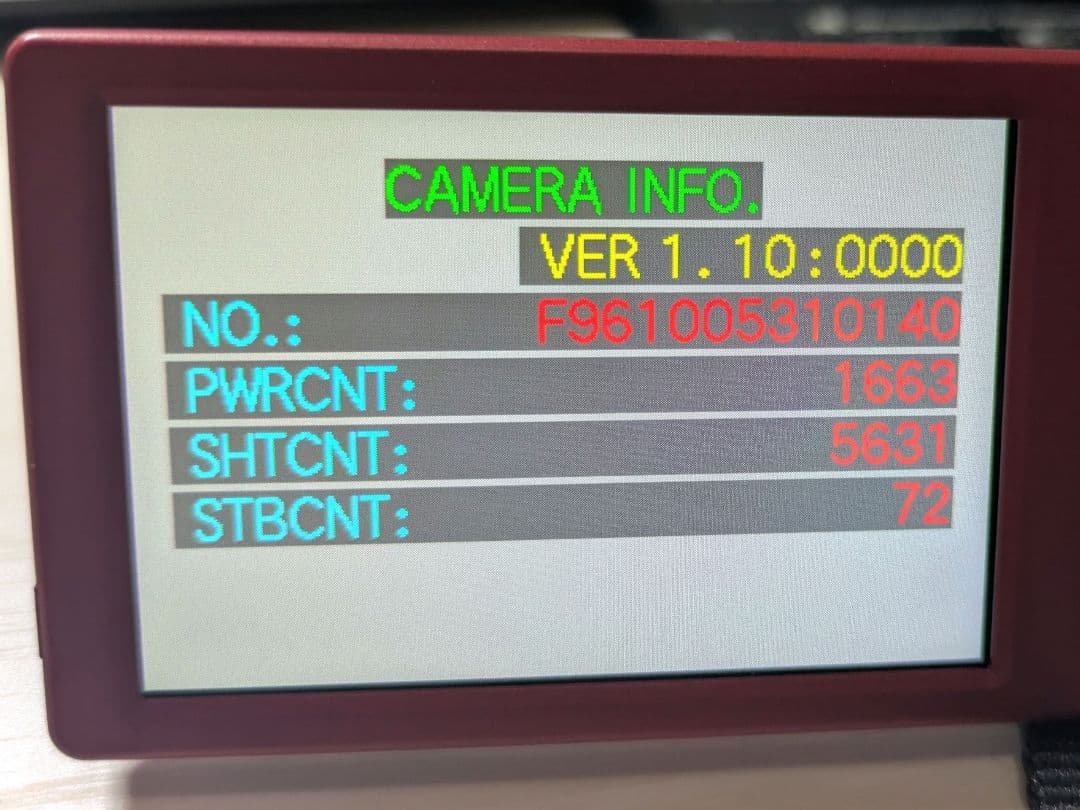 CAMERA INFO.
VER 1.10:0000
NO.: F961005310140
PWRCNT: 1663
SHTCNT: 5631
STBCNT: 72